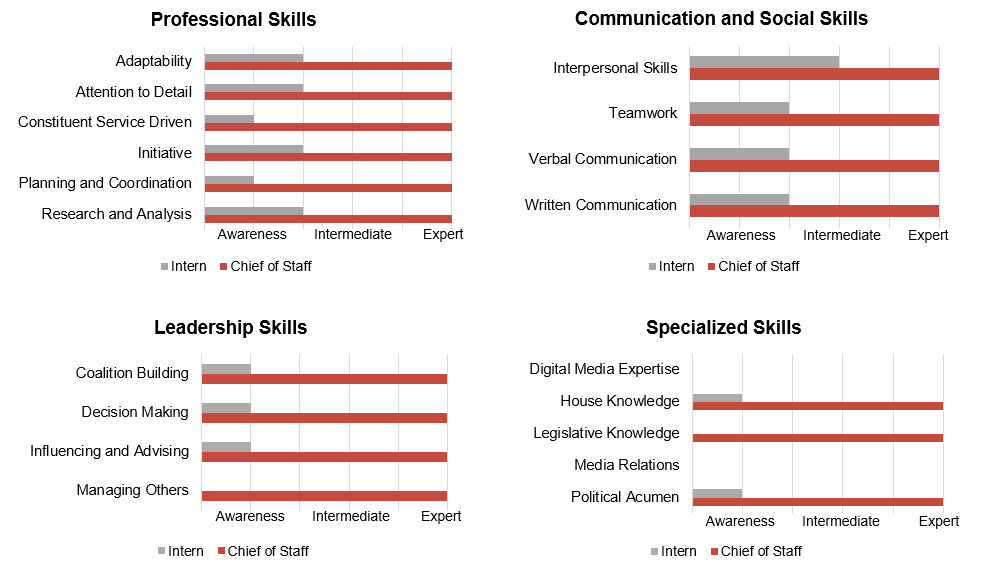 Professional Skills
Adaptability
Attention to Detail
Constituent Service Driven
Initiative
Planning and Coordination
Research and Analysis
Awareness Intermediate Expert
Intern Chief of Staff
Communication and Social Skills
Interpersonal Skills
Teamwork
Verbal Communication
Written Communication
Awareness Intermediate Expert
Intern Chief of Staff
Leadership Skills
Coalition Building
Decision Making
Influencing and Advising
Managing Others
Awareness Intermediate Expert
Intern Chief of Staff
Specialized Skills
Digital Media Expertise
House Knowledge
Legislative Knowledge
Media Relations
Political Acumen
Awareness Intermediate Expert
Intern Chief of Staff